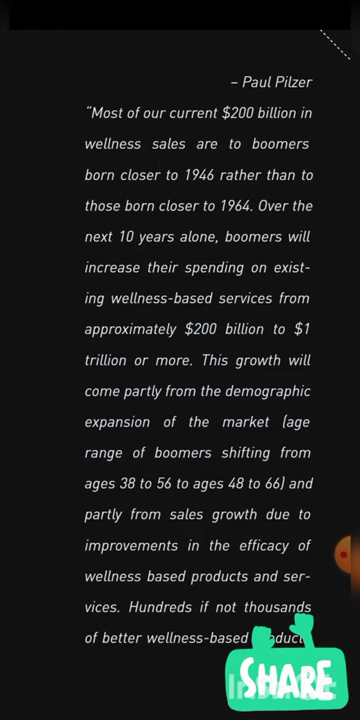 – Paul Pilzer
“Most of our current $200 billion in
wellness sales are to boomers
born closer to 1946 rather than to
those born closer to 1964. Over the
next 10 years alone, boomers will
increase their spending on exist-
ing wellness-based services from
approximately $200 billion to $1
trillion or more. This growth will
come partly from the demographic
expansion of the market (age
range of boomers shifting from
ages 38 to 56 to ages 48 to 66) and
partly from sales growth due to
improvements in the efficacy of
wellness based products and ser-
vices. Hundreds if not thousands
of better wellness-based
SHARE